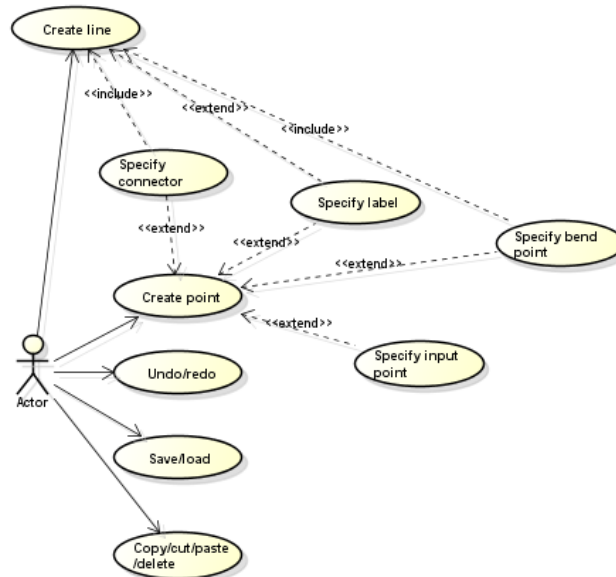 Create line
<<include>>
<<extend>>
<<include>>
Specify
connector
Specify label
<<extend>>
<<extend>>
Specify bend
point
<<extend>>
Create point
<<extend>>
Specify input
point
Undo/redo
Actor
Save/load
Copy/cut/paste
/delete